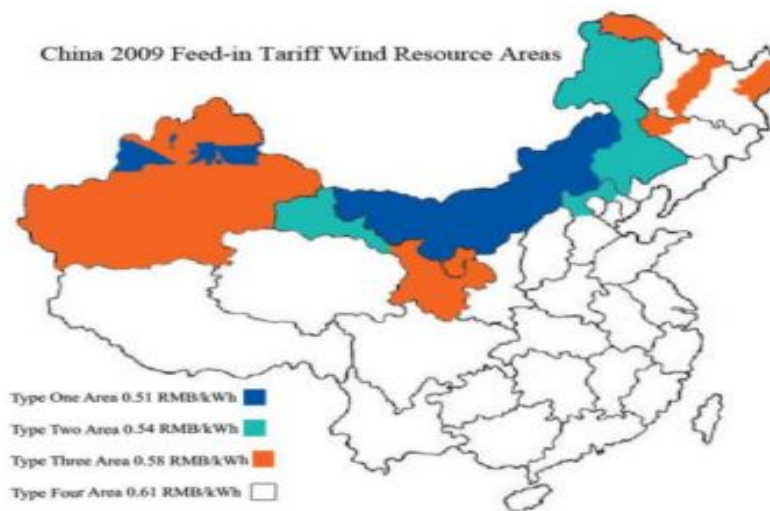 China 2009 Feed-in Tariff Wind Resource Areas
Type One Area 0.51 RMB/kWh
Type Two Area 0.54 RMB/kWh
Type Three Area 0.58 RMB/kWh
Type Four Area 0.61 RMB/kWh